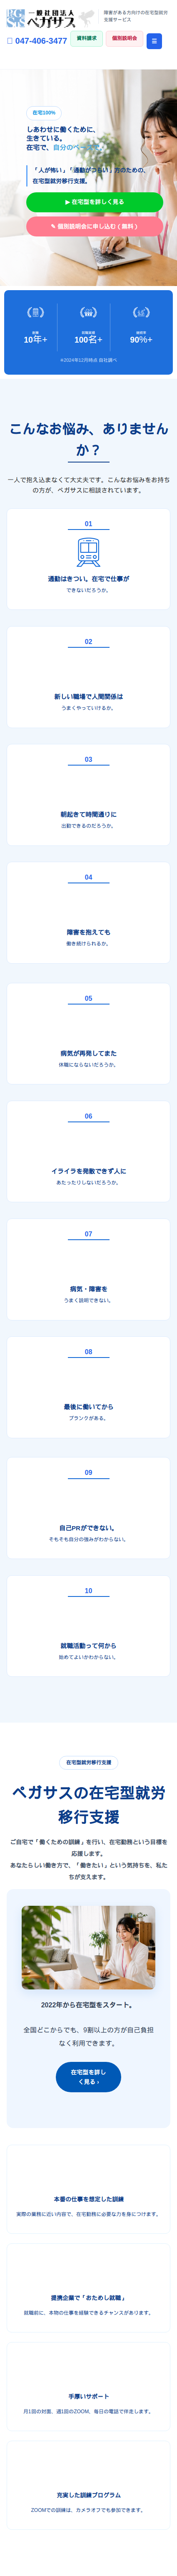 一般社団法人
ペガサス
障害がある方向けの在宅型就労
支援サービス
047-406-3477
資料請求
個別説明会
在宅100%
しあわせに働くために、
生きている。
在宅で、自分のペースで。
「人が怖い」「通勤がつらい」方のための、
在宅型就労移行支援。
▶ 在宅型を詳しく見る
✎ 個別説明会に申し込む（無料）
10年+
100名+
90%+
※2024年12月時点 自社調べ
こんなお悩み、ありません
か？
一人で抱え込まなくて大丈夫です。こんなお悩みをお持ち
の方が、ペガサスに相談されています。
01
通勤はきつい。在宅で仕事が
できないだろうか。
02
新しい職場で人間関係は
うまくやっていけるか。
03
朝起きて時間通りに
出勤できるのだろうか。
04
障害を抱えても
働き続けられるか。
05
病気が再発してまた
休職にならないだろうか。
06
イライラを発散できず人に
あたったりしないだろうか。
07
病気・障害を
うまく説明できない。
08
最後に働いてから
ブランクがある。
09
自己PRができない。
そもそも自分の強みがわからない。
10
就職活動って何から
始めてよいかわからない。
在宅型就労移行支援
ペガサスの在宅型就労
移行支援
ご自宅で「働くための訓練」を行い、在宅勤務という目標を
応援します。
あなたらしい働き方で、「働きたい」という気持ちを、私た
ちが支えます。
2022年から在宅型をスタート。
全国どこからでも、9割以上の方が自己負担
なく利用できます。
在宅型を詳し
く見る ›
本番の仕事を想定した訓練
実際の業務に近い内容で、在宅勤務に必要な力を身につけます。
提携企業で「おためし就職」
就職前に、本物の仕事を経験できるチャンスがあります。
手厚いサポート
月1回の対面、週1回のZOOM、毎日の電話で伴走します。
充実した訓練プログラム
ZOOMでの訓練は、カメラオフでも参加できます。